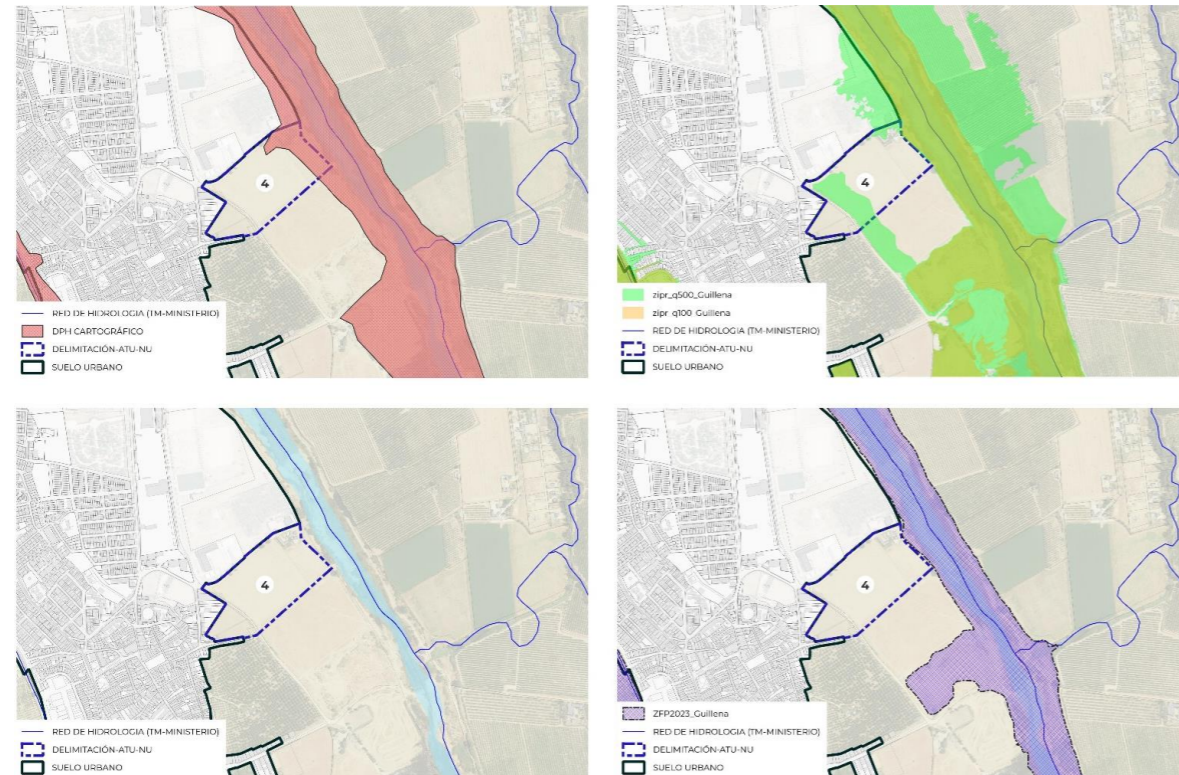 4
RED DE HIDROLOGIA (TM-MINISTERIO)
DPH CARTOGRÁFICO
DELIMITACIÓN-ATU-NU
SUELO URBANO
4
zipr_q500_Guillena
zipr_q100_Guillena
RED DE HIDROLOGIA (TM-MINISTERIO)
DELIMITACIÓN-ATU-NU
SUELO URBANO
4
RED DE HIDROLOGIA (TM-MINISTERIO)
DELIMITACIÓN-ATU-NU
SUELO URBANO
4
ZFP2023_Guillena
RED DE HIDROLOGIA (TM-MINISTERIO)
DELIMITACIÓN-ATU-NU
SUELO URBANO